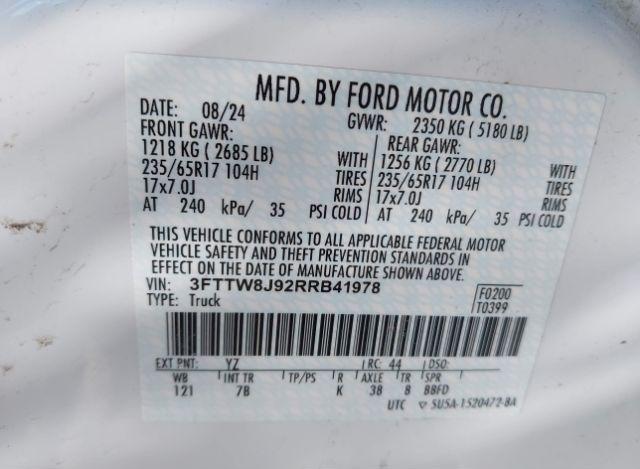 MFD. BY FORD MOTOR CO.
DATE: 08/24 GVWR: 2350 KG ( 5180 LB)
FRONT GAWR: REAR GAWR:
1218 KG ( 2685 LB) WITH 1256 KG ( 2770 LB) WITH
235/65R17 104H TIRES 235/65R17 104H TIRES
17x7.0J RIMS 17x7.0J RIMS
AT 240 kPa/ 35 PSI COLD AT 240 kPa/ 35 PSI COLD
THIS VEHICLE CONFORMS TO ALL APPLICABLE FEDERAL MOTOR
VEHICLE SAFETY AND THEFT PREVENTION STANDARDS IN
EFFECT ON THE DATE OF MANUFACTURE SHOWN ABOVE.
VIN: 3FTTW8J92RRB41978 F0200
TYPE: Truck T0399
EXT PNT: YZ RC: 44 DSO:
WB INT TR TP/PS R AXLE TR SPR
121 7B K 38 8 BBFD
UTC ▽ SU5A-1520472-BA